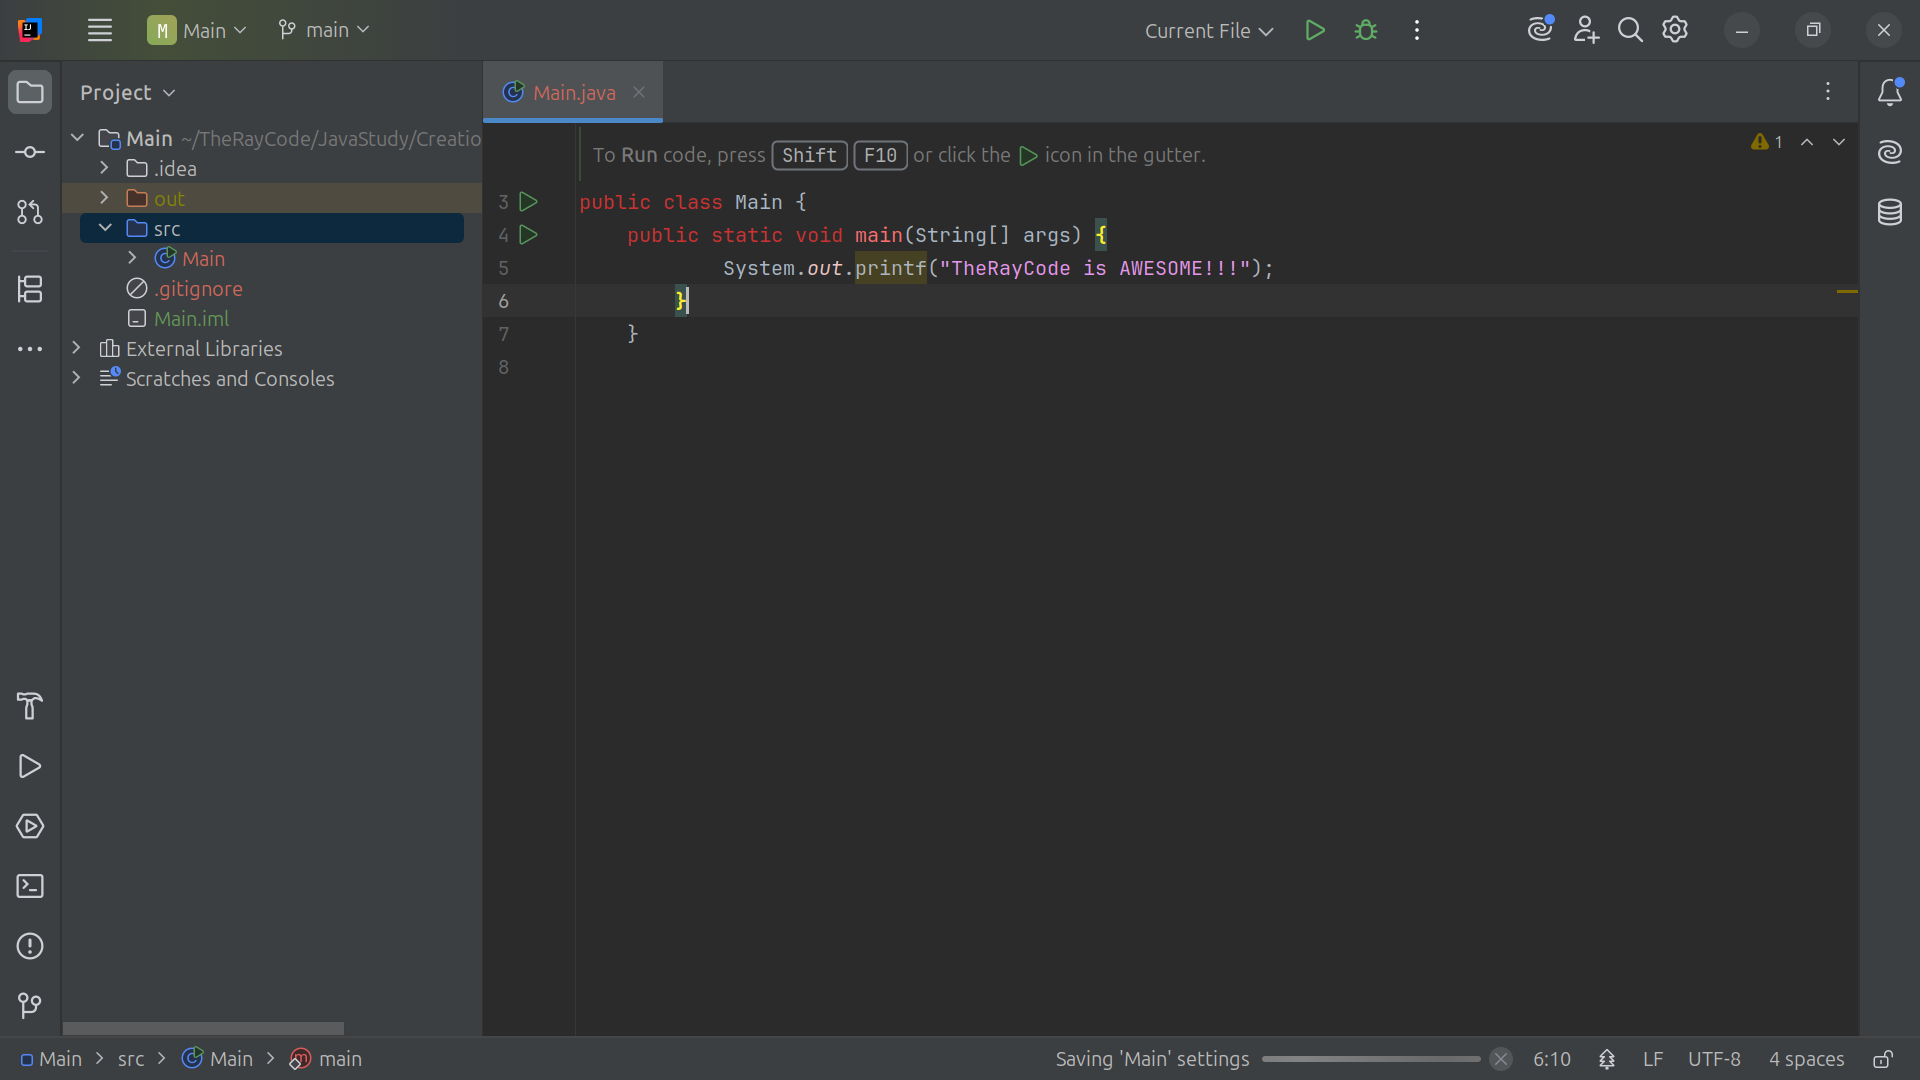 M Main main Current File
Project
Main.java
Main ~/TheRayCode/JavaStudy/Creatio
.idea
out
src
Main
.gitignore
Main.iml
External Libraries
Scratches and Consoles
To Run code, press Shift F10 or click the icon in the gutter.
1
3 public class Main {
4 public static void main(String[] args) {
5 System.out.printf("TheRayCode is AWESOME!!!");
6 }
7 }
8
Main > src > Main > main
Saving 'Main' settings 6:10 LF UTF-8 4 spaces